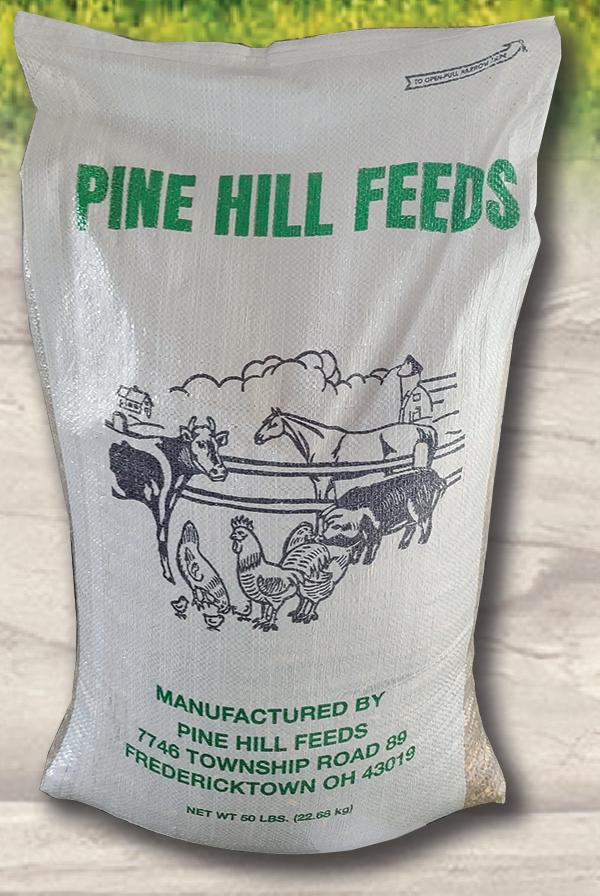 TO OPEN-PULL NARROW TAPE
PINE HILL FEEDS
MANUFACTURED BY
PINE HILL FEEDS
7746 TOWNSHIP ROAD 89
FREDERICKTOWN OH 43019
NET WT 50 LBS. (22.68 kg)